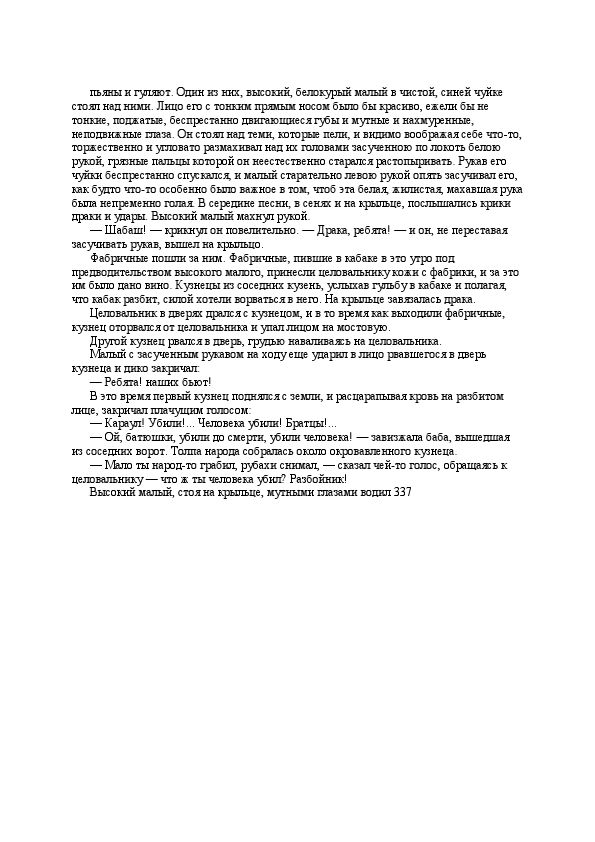 пьяны и гуляют. Один из них, высокий, белокурый малый в чистой, синей чуйке
стоял над ними. Лицо его с тонким прямым носом было бы красиво, ежели бы не
тонкие, поджатые, беспрестанно двигающиеся губы и мутные и нахмуренные,
неподвижные глаза. Он стоял над теми, которые пели, и видимо воображая себе что-то,
торжественно и угловато размахивал над их головами засученною по локоть белою
рукой, грязные пальцы которой он неестественно старался растопыривать. Рукав его
чуйки беспрестанно спускался, и малый старательно левою рукой опять засучивал его,
как будто что-то особенно было важное в том, чтоб эта белая, жилистая, махавшая рука
была непременно голая. В середине песни, в сенях и на крыльце, послышались крики
драки и удары. Высокий малый махнул рукой.
— Шабаш! — крикнул он повелительно. — Драка, ребята! — и он, не переставая
засучивать рукав, вышел на крыльцо.
Фабричные пошли за ним. Фабричные, пившие в кабаке в это утро под
предводительством высокого малого, принесли целовальнику кожи с фабрики, и за это
им было дано вино. Кузнецы из соседних кузень, услыхав гульбу в кабаке и полагая,
что кабак разбит, силой хотели ворваться в него. На крыльце завязалась драка.
Целовальник в дверях дрался с кузнецом, и в то время как выходили фабричные,
кузнец оторвался от целовальника и упал лицом на мостовую.
Другой кузнец рвался в дверь, грудью наваливаясь на целовальника.
Малый с засученным рукавом на ходу еще ударил в лицо рвавшегося в дверь
кузнеца и дико закричал:
— Ребята! наших бьют!
В это время первый кузнец поднялся с земли, и расцарапывая кровь на разбитом
лице, закричал плачущим голосом:
— Караул! Убили!... Человека убили! Братцы!...
— Ой, батюшки, убили до смерти, убили человека! — завизжала баба, вышедшая
из соседних ворот. Толпа народа собралась около окровавленного кузнеца.
— Мало ты народ-то грабил, рубахи снимал, — сказал чей-то голос, обращаясь к
целовальнику — что ж ты человека убил? Разбойник!
Высокий малый, стоя на крыльце, мутными глазами водил 337